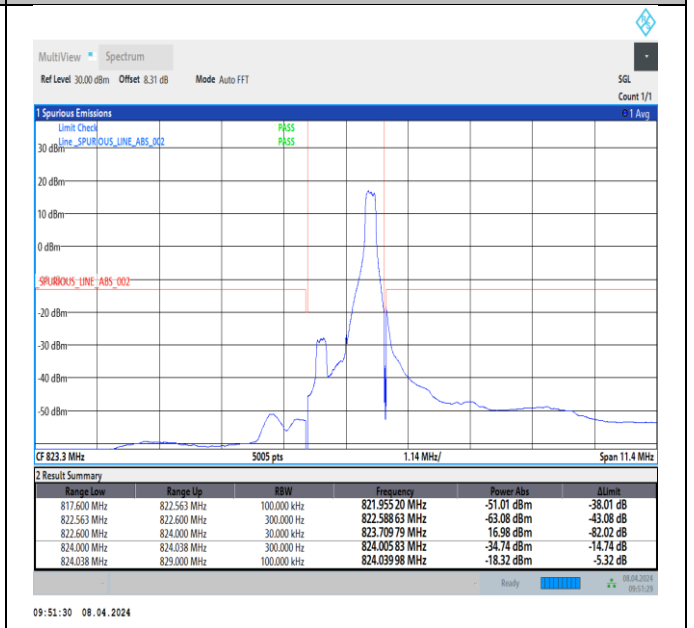 MultiView Spectrum
Ref Level 30.00 dBm Offset 8.31 dB Mode Auto FFT SGL
Count 1/1
1 Spurious Emissions 1 Avg
Limit Check PASS
Line _SPURIOUS_LINE_ABS_002 PASS
30 dBm
20 dBm
10 dBm
0 dBm
_SPURIOUS_LINE_ABS_002
-20 dBm
-30 dBm
-40 dBm
-50 dBm
CF 823.3 MHz 5005 pts 1.14 MHz/ Span 11.4 MHz
2 Result Summary
Range Low Range Up RBW Frequency Power Abs ΔLimit
817.600 MHz 822.563 MHz 100.000 kHz 821.955 20 MHz -51.01 dBm -38.01 dB
822.563 MHz 822.600 MHz 300.000 Hz 822.588 63 MHz -63.08 dBm -43.08 dB
822.600 MHz 824.000 MHz 30.000 kHz 823.709 79 MHz 16.98 dBm -82.02 dB
824.000 MHz 824.038 MHz 300.000 Hz 824.005 83 MHz -34.74 dBm -14.74 dB
824.038 MHz 829.000 MHz 100.000 kHz 824.039 98 MHz -18.32 dBm -5.32 dB
Ready 08.04.2024
09:51:29
09:51:30 08.04.2024